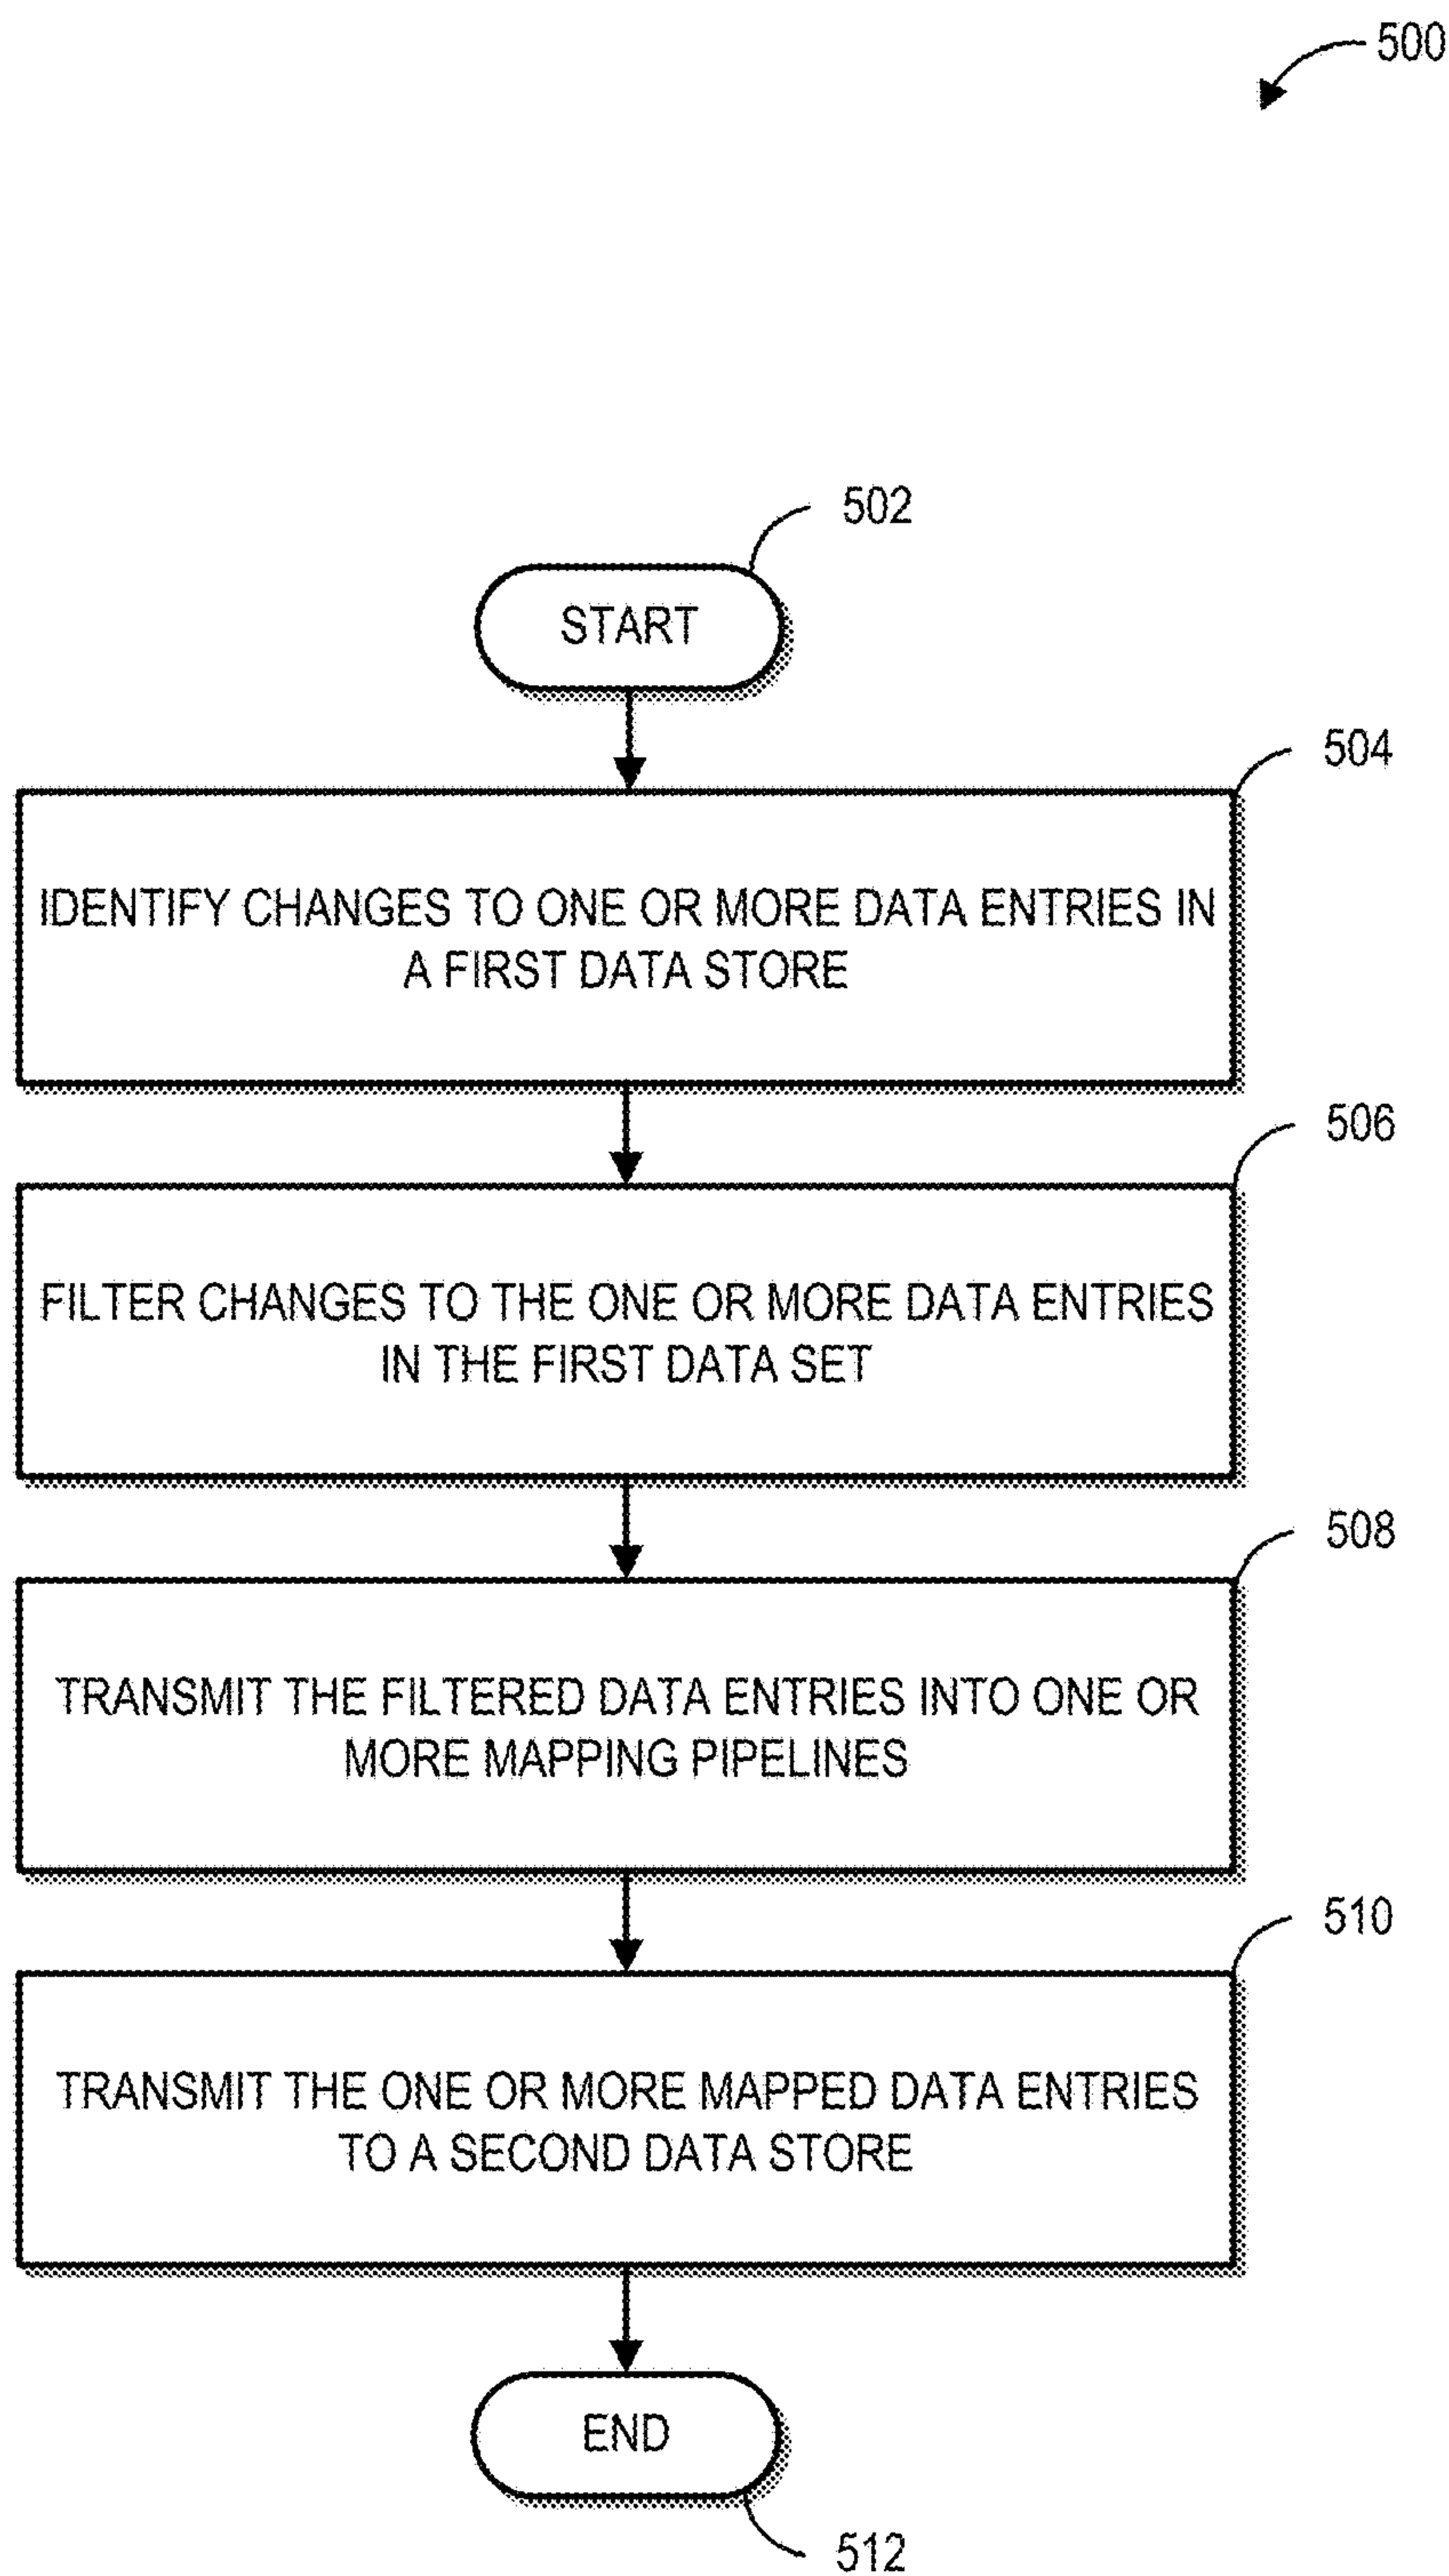 500
502
START
504
IDENTIFY CHANGES TO ONE OR MORE DATA ENTRIES IN
A FIRST DATA STORE
506
FILTER CHANGES TO THE ONE OR MORE DATA ENTRIES
IN THE FIRST DATA SET
508
TRANSMIT THE FILTERED DATA ENTRIES INTO ONE OR
MORE MAPPING PIPELINES
510
TRANSMIT THE ONE OR MORE MAPPED DATA ENTRIES
TO A SECOND DATA STORE
END
512